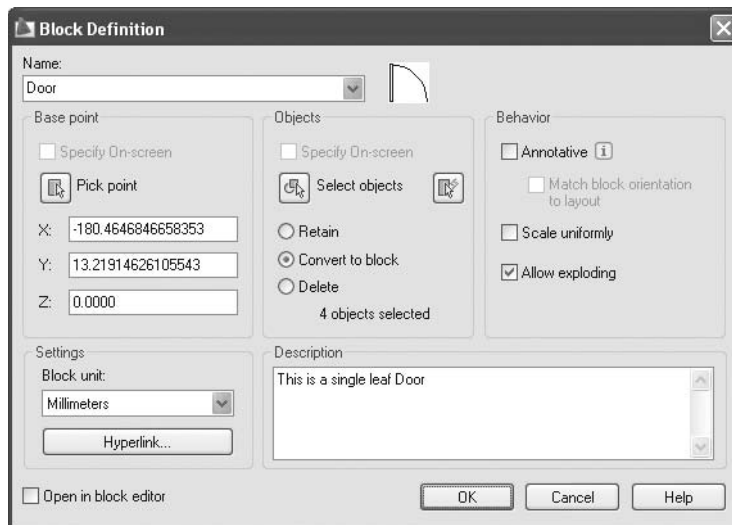 Block Definition
Name:
Door
Base point
Specify On-screen
Pick point
X: -180.4646846658353
Y: 13.21914626105543
Z: 0.0000
Objects
Specify On-screen
Select objects
Retain
Convert to block
Delete
4 objects selected
Behavior
Annotative i
Match block orientation
to layout
Scale uniformly
Allow exploding
Settings
Block unit:
Millimeters
Hyperlink...
Description
This is a single leaf Door
Open in block editor
OK Cancel Help